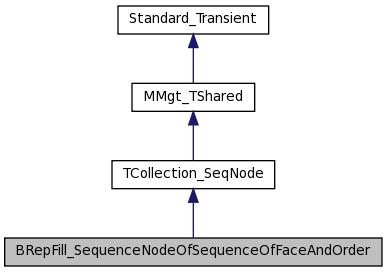 Standard_Transient
MMgt_TShared
TCollection_SeqNode
BRepFill_SequenceNodeOfSequenceOfFaceAndOrder